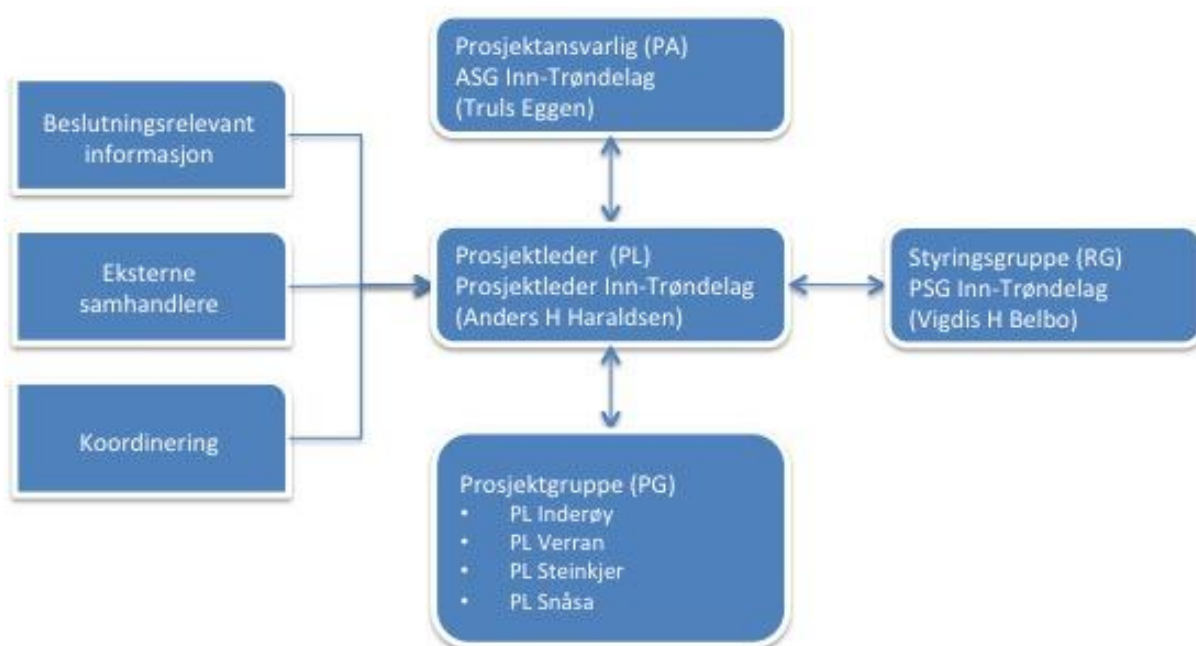 Prosjektansvarlig (PA)
ASG Inn-Trøndelag
(Truls Eggen)
Beslutningsrelevant
informasjon
Eksterne
samhandlere
Koordinering
Prosjektleder (PL)
Prosjektleder Inn-Trøndelag
(Anders H Haraldsen)
Styringsgruppe (RG)
PSG Inn-Trøndelag
(Vigdis H Belbo)
Prosjektgruppe (PG)
• PL Inderøy
• PL Verran
• PL Steinkjer
• PL Snåsa